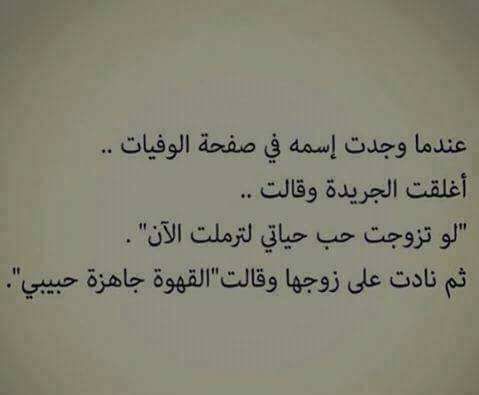 عندما وجدت إسمه في صفحة الوفيات ..
أغلقت الجريدة وقالت ..
"لو تزوجت حب حياتي لترملت الآن" .
ثم نادت على زوجها وقالت"القهوة جاهزة حبيبي".